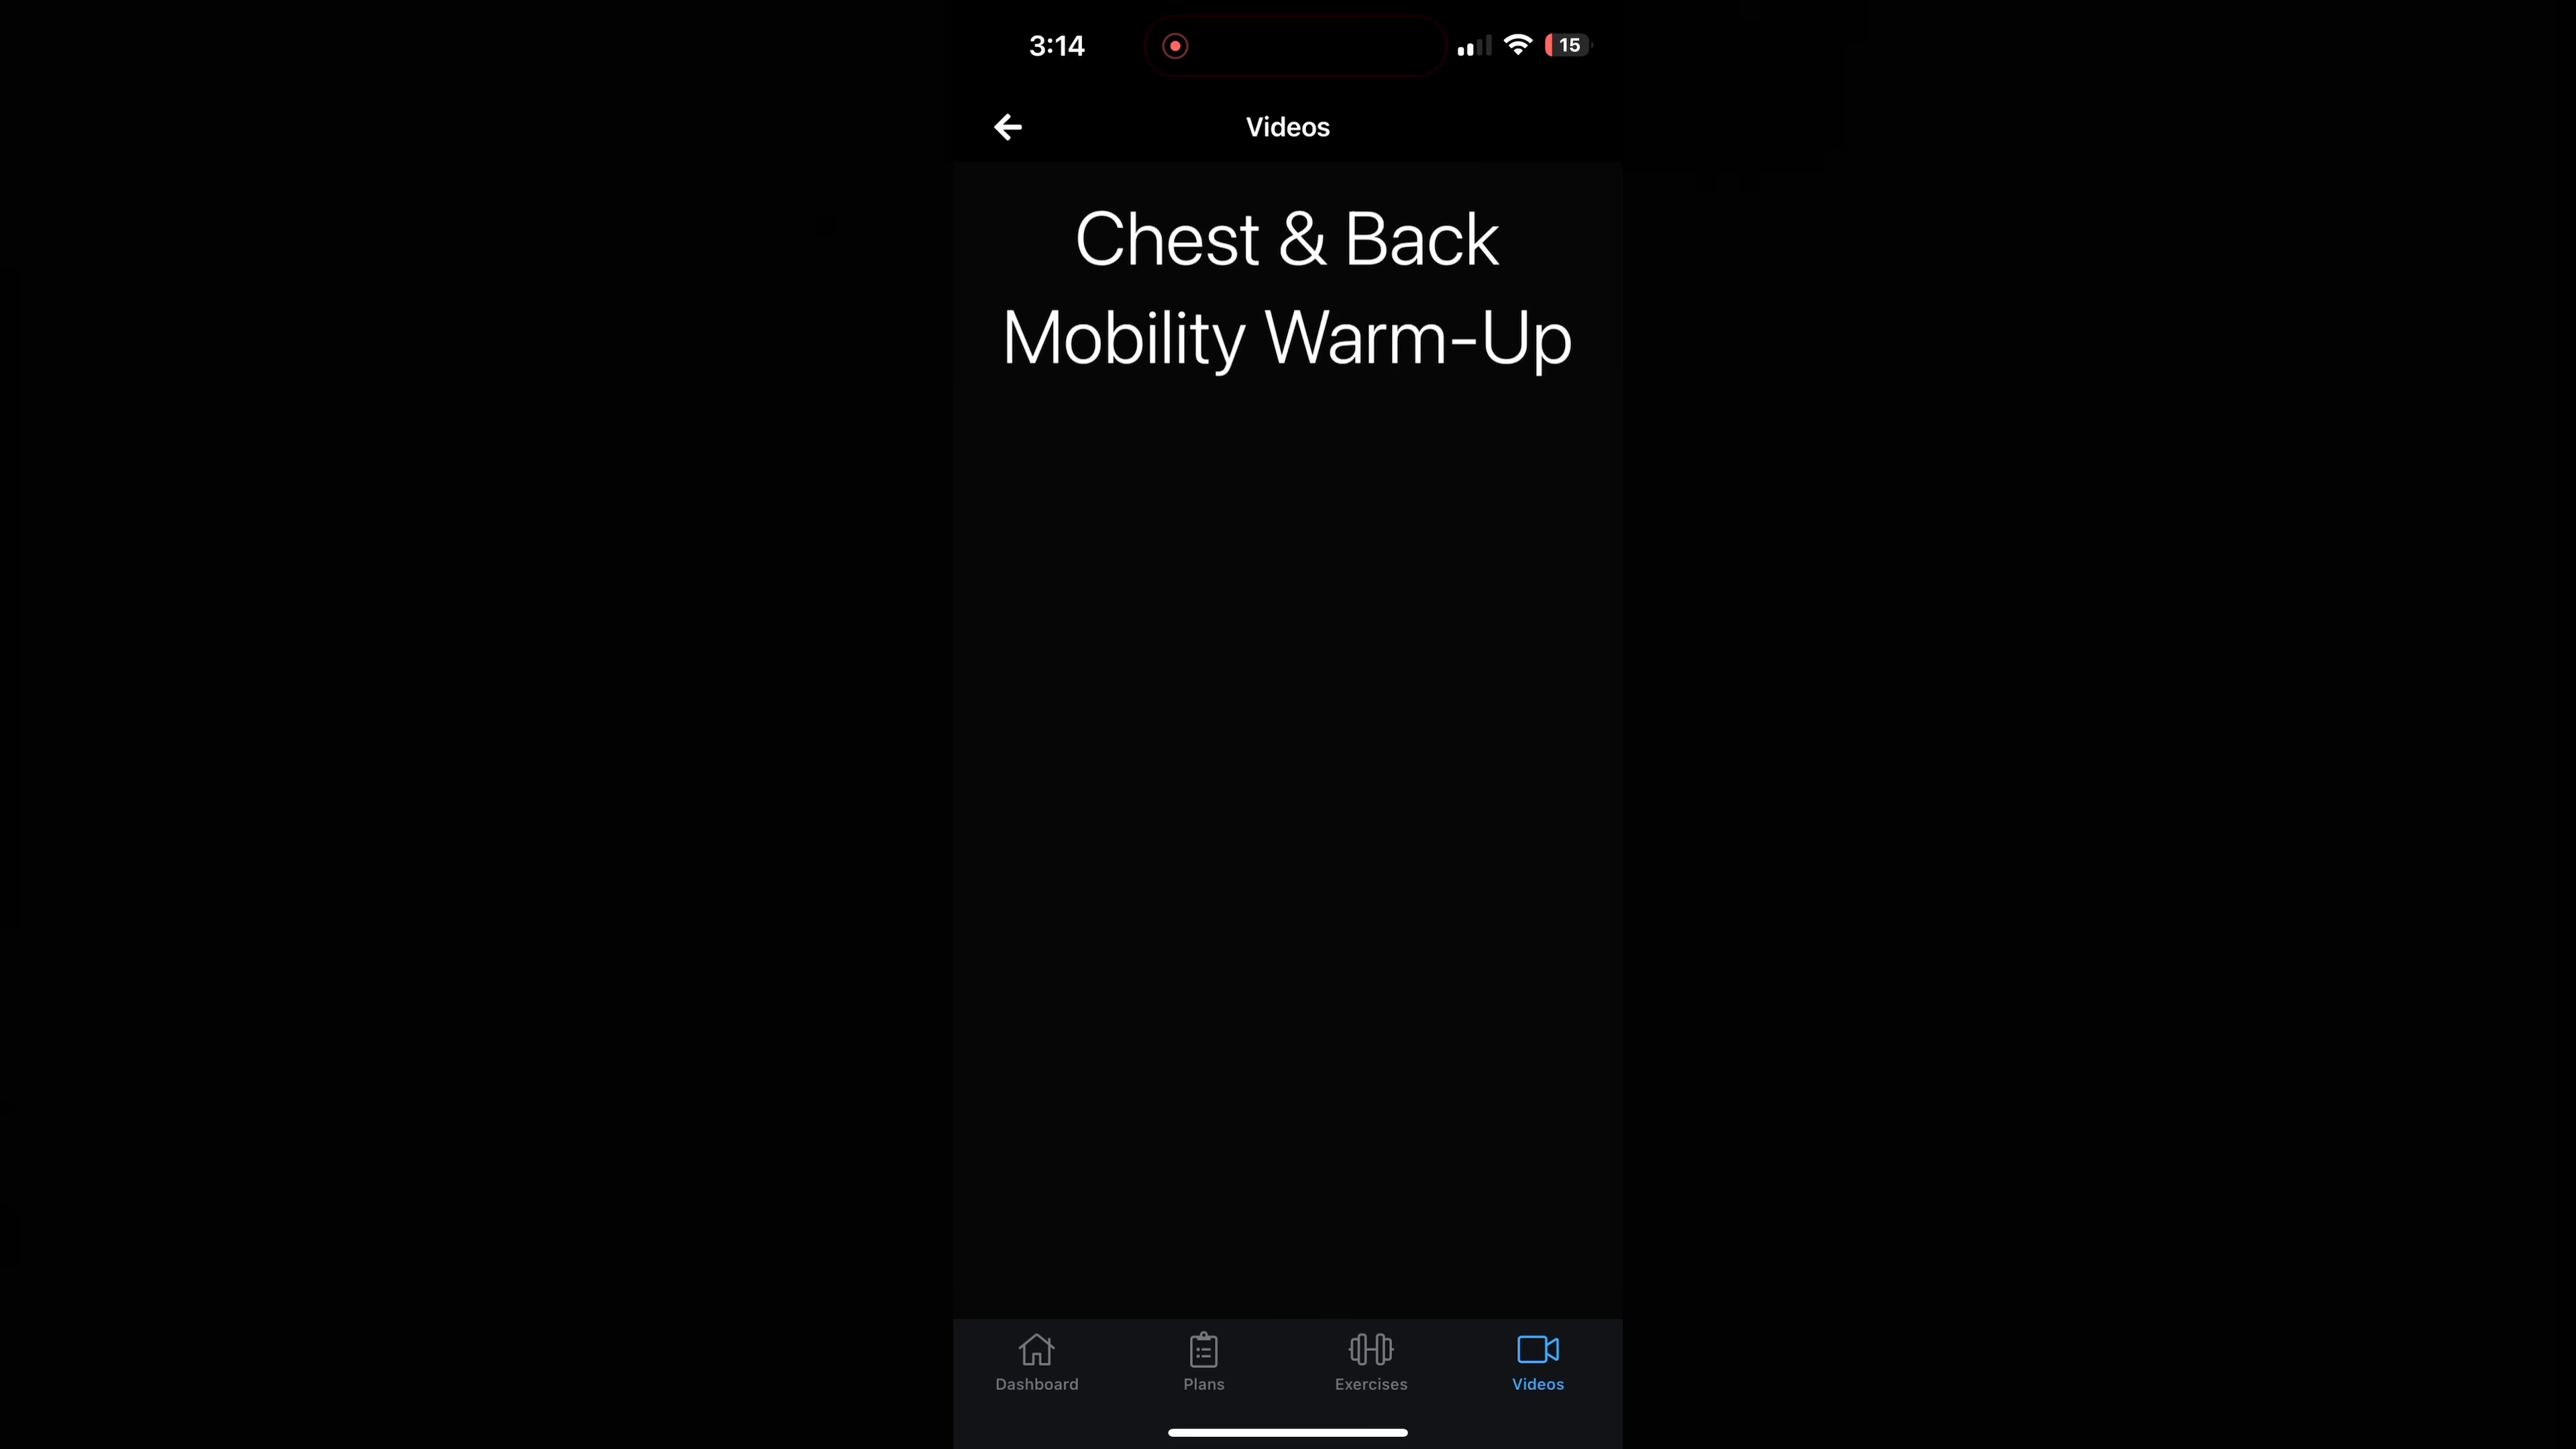 3:14
15
Videos
Chest & Back
Mobility Warm-Up
Dashboard
Plans
Exercises
Videos